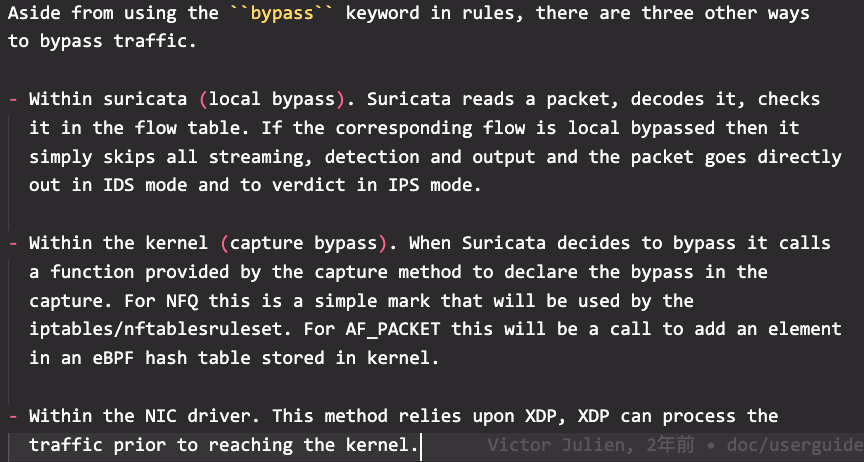 Aside from using the ``bypass`` keyword in rules, there are three other ways
to bypass traffic.
- Within suricata (local bypass). Suricata reads a packet, decodes it, checks
it in the flow table. If the corresponding flow is local bypassed then it
simply skips all streaming, detection and output and the packet goes directly
out in IDS mode and to verdict in IPS mode.
- Within the kernel (capture bypass). When Suricata decides to bypass it calls
a function provided by the capture method to declare the bypass in the
capture. For NFQ this is a simple mark that will be used by the
iptables/nftablesruleset. For AF_PACKET this will be a call to add an element
in an eBPF hash table stored in kernel.
- Within the NIC driver. This method relies upon XDP, XDP can process the
traffic prior to reaching the kernel. Victor Julien, 2年前 • doc/userguide